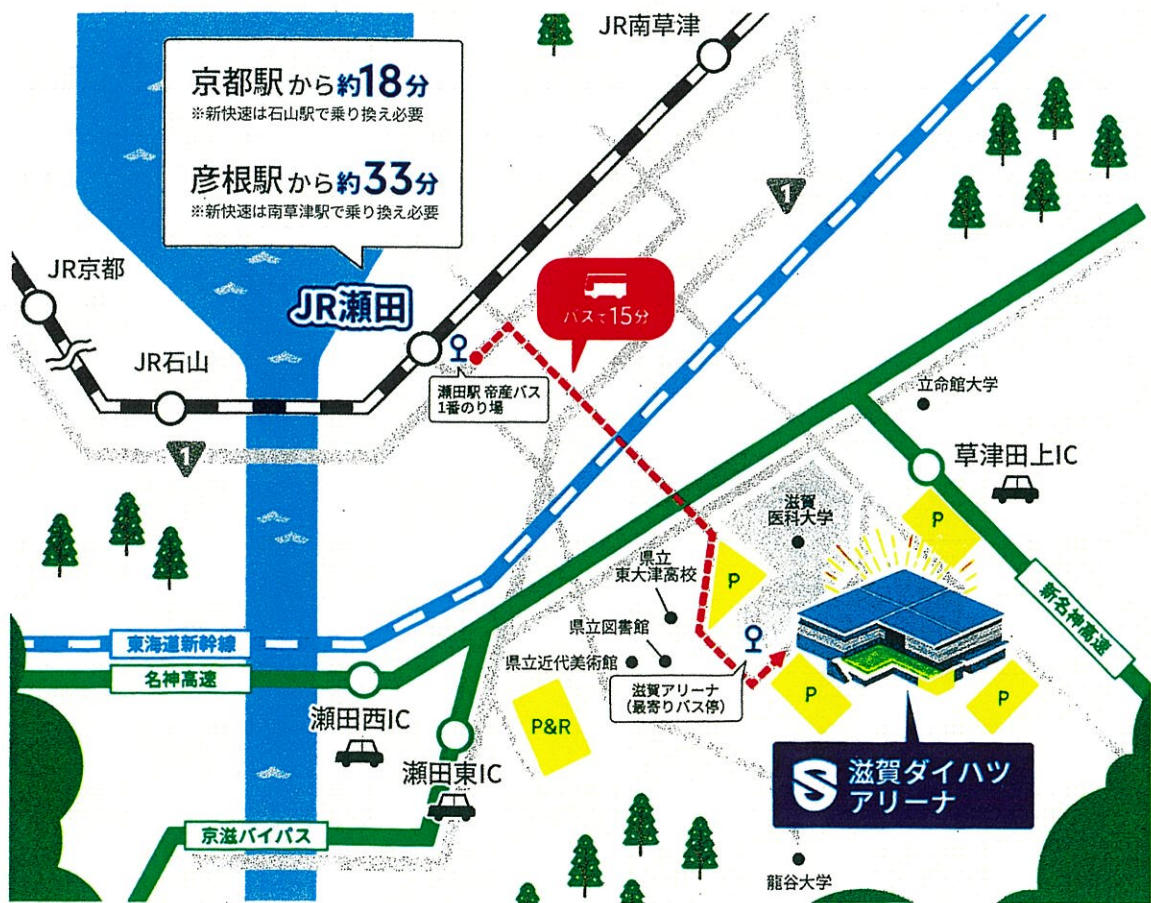 JR南草津
京都駅から約18分
※新快速は石山駅で乗り換え必要
彦根駅から約33分
※新快速は南草津駅で乗り換え必要
1
JR京都
JR瀬田
バスで15分
JR石山
瀬田駅 帝産バス
1番のり場
立命館大学
1
草津田上IC
滋賀
医科大学
P
県立
東大津高校
P
新名神高速
県立図書館
東海道新幹線
県立近代美術館
名神高速
滋賀アリーナ
(最寄りバス停)
P
P
P&R
瀬田西IC
瀬田東IC
S
滋賀ダイハツ
アリーナ
京滋バイパス
龍谷大学